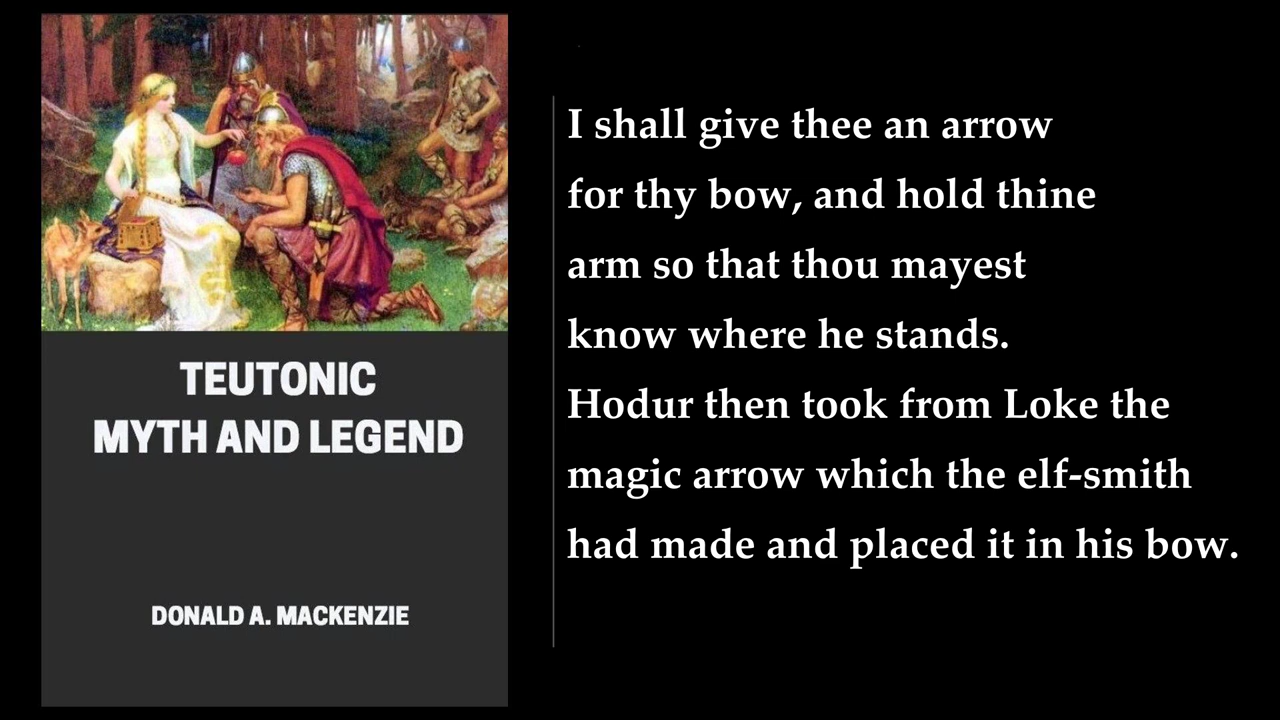 TEUTONIC
MYTH AND LEGEND
DONALD A. MACKENZIE
I shall give thee an arrow
for thy bow, and hold thine
arm so that thou mayest
know where he stands.
Hodur then took from Loke the
magic arrow which the elf-smith
had made and placed it in his bow.